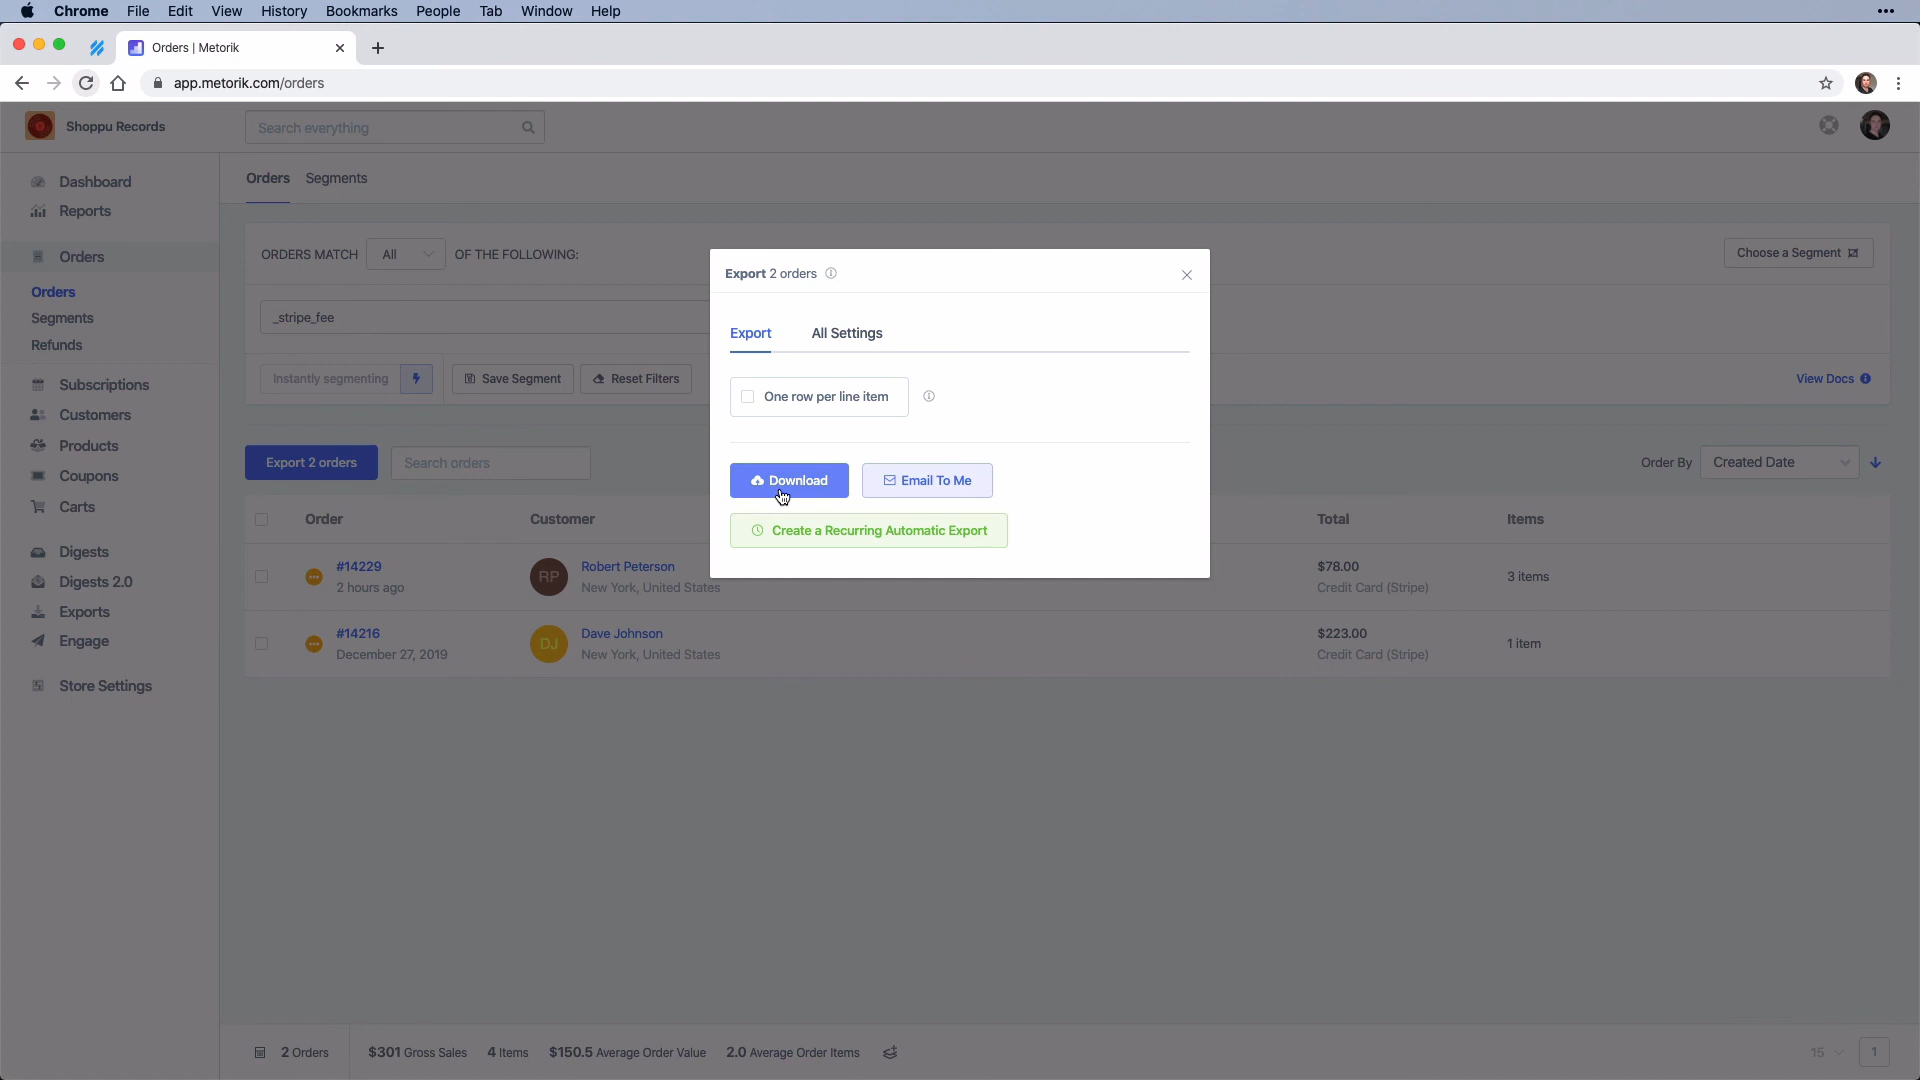 Chrome File Edit View History Bookmarks People Tab Window Help
Orders | Metorik
app.metorik.com/orders
Shoppu Records
Search everything
Dashboard
Reports
Orders
Orders
Segments
Refunds
Subscriptions
Customers
Products
Coupons
Carts
Digests
Digests 2.0
Exports
Engage
Store Settings
Orders Segments
ORDERS MATCH All OF THE FOLLOWING:
Choose a Segment
_stripe_fee
Instantly segmenting Save Segment Reset Filters
View Docs
Export 2 orders
Export All Settings
One row per line item
Download Email To Me
Create a Recurring Automatic Export
Export 2 orders Search orders
Order By Created Date
Order Customer Total Items
#14229 RP Robert Peterson $78.00 3 items
2 hours ago New York, United States Credit Card (Stripe)
#14216 DJ Dave Johnson $223.00 1 item
December 27, 2019 New York, United States Credit Card (Stripe)
2 Orders $301 Gross Sales 4 Items $150.5 Average Order Value 2.0 Average Order Items
15 1